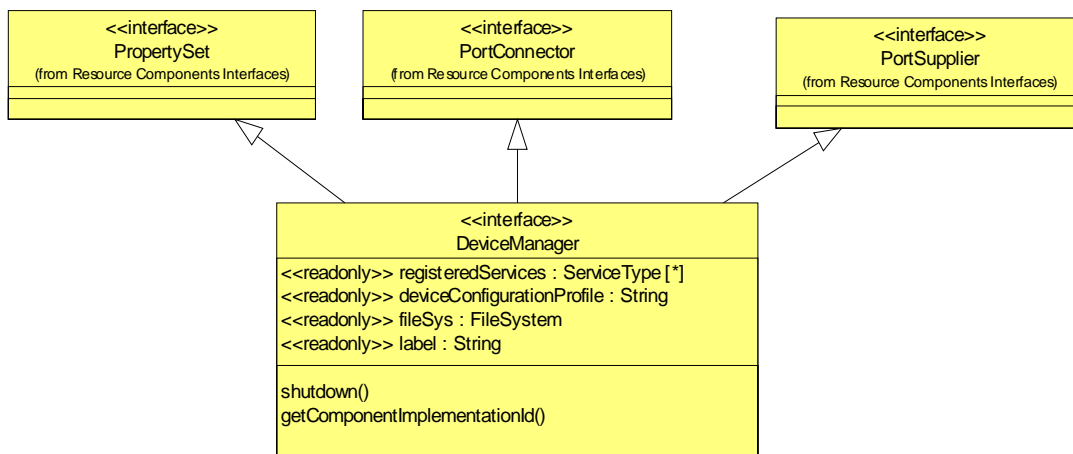 <<interface>>
PropertySet
(from Resource Components Interfaces)
<<interface>>
PortConnector
(from Resource Components Interfaces)
<<interface>>
PortSupplier
(from Resource Components Interfaces)
<<interface>>
DeviceManager
<<readonly>> registeredServices : ServiceType [*]
<<readonly>> deviceConfigurationProfile : String
<<readonly>> fileSys : FileSystem
<<readonly>> label : String
shutdown()
getComponentImplementationId()